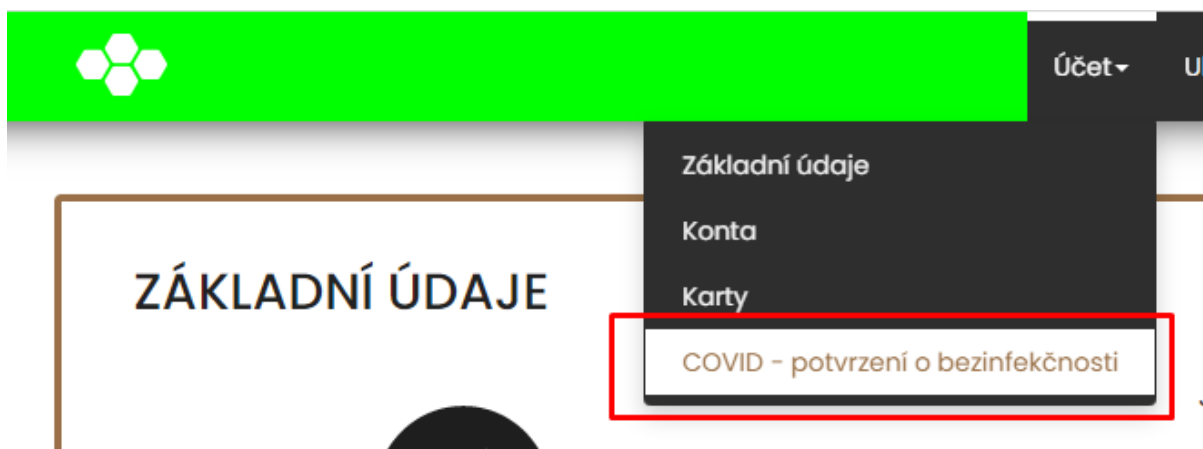 Účet
Základní údaje
Konta
Karty
COVID - potvrzení o bezinfekčnosti
ZÁKLADNÍ ÚDAJE